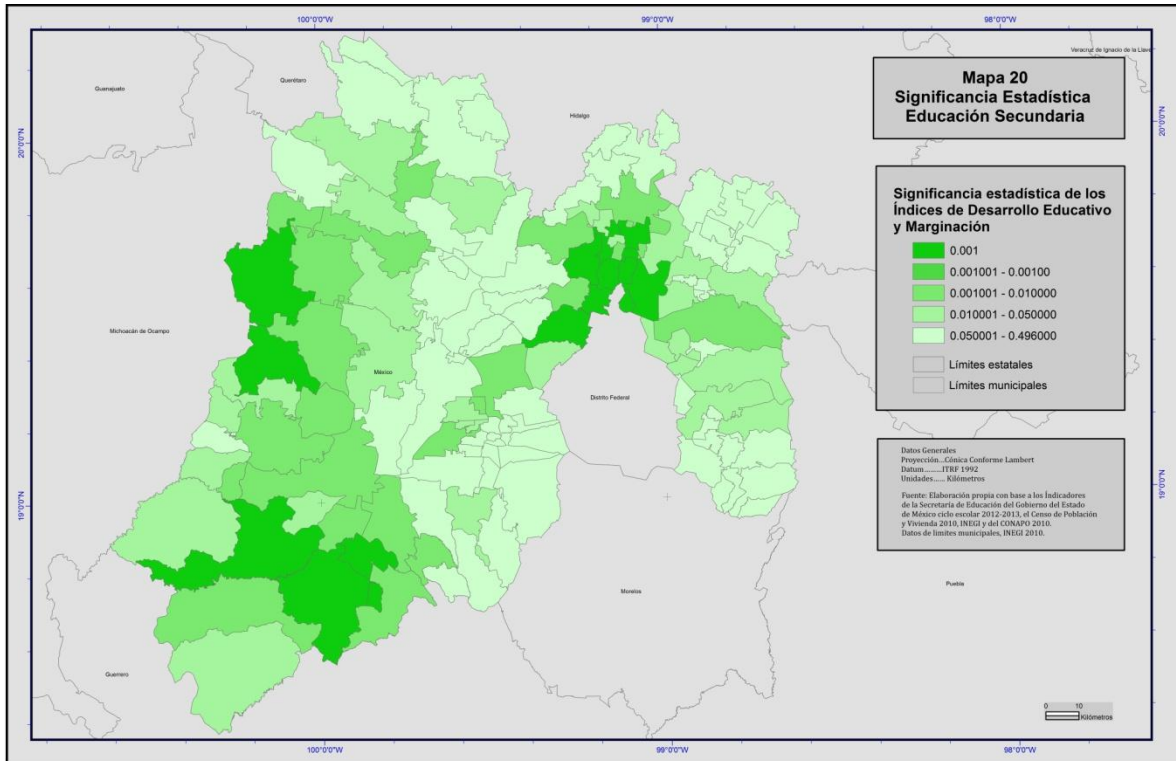 100°0'0"W
99°0'0"W
98°0'0"W
Veracruz de Ignacio de la Llave
Querétaro
Guanajuato
Hidalgo
20°0'0"N
20°0'0"N
Mapa 20
Significancia Estadística
Educación Secundaria
Significancia estadística de los
Índices de Desarrollo Educativo
y Marginación
0.001
0.001001 - 0.00100
0.001001 - 0.010000
0.010001 - 0.050000
0.050001 - 0.496000
Límites estatales
Límites municipales
Michoacán de Ocampo
México
Distrito Federal
Datos Generales
Proyección...Cónica Conforme Lambert
Datum.........ITRF 1992
Unidades...... Kilómetros
Fuente: Elaboración propia con base a los Índicadores
de la Secretaría de Educación del Gobierno del Estado
de México ciclo escolar 2012-2013, el Censo de Población
y Vivienda 2010, INEGI y del CONAPO 2010.
Datos de límites municipales, INEGI 2010.
19°0'0"N
19°0'0"N
Morelos
Puebla
Guerrero
0 10
Kilómetros
100°0'0"W
99°0'0"W
98°0'0"W